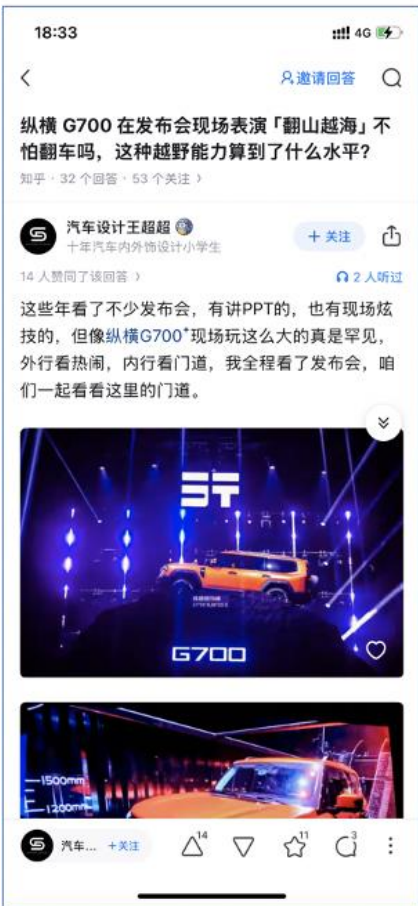 18:33
4G
邀请回答
纵横 G700 在发布会现场表演「翻山越海」不
怕翻车吗，这种越野能力算到了什么水平？
知乎 · 32 个回答 · 53 个关注
汽车设计王超超
十年汽车内外饰设计小学生
+ 关注
14 人赞同了该回答
2 人听过
这些年看了不少发布会，有讲PPT的，也有现场炫
技的，但像纵横G700现场玩这么大的真是罕见，
外行看热闹，内行看门道，我全程看了发布会，咱
们一起看看这里的门道。
G700
1500mm
1200mm
汽车... +关注
14
11
3